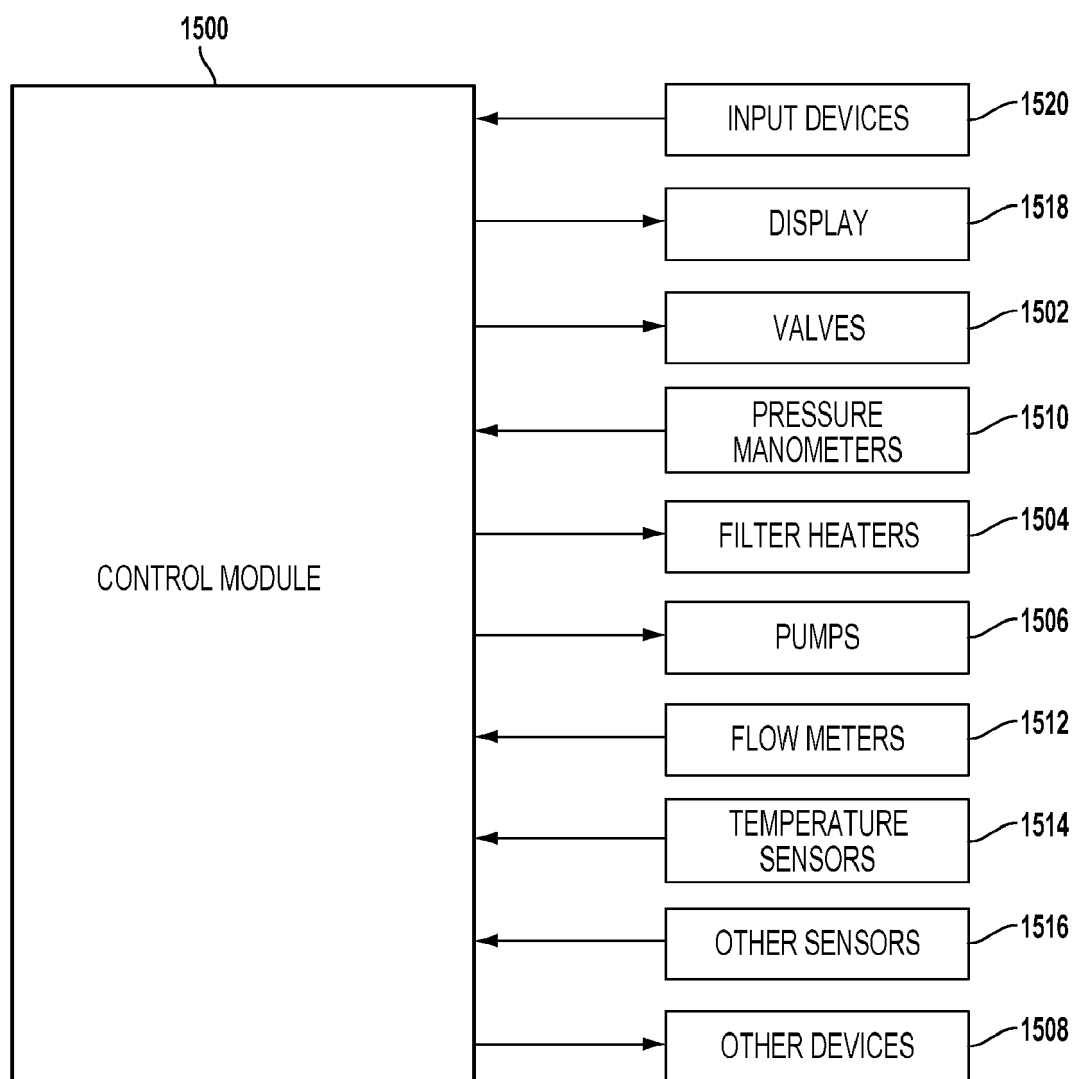 1500
INPUT DEVICES
1520
DISPLAY
1518
VALVES
1502
PRESSURE
MANOMETERS
1510
FILTER HEATERS
1504
CONTROL MODULE
PUMPS
1506
FLOW METERS
1512
TEMPERATURE
SENSORS
1514
OTHER SENSORS
1516
OTHER DEVICES
1508